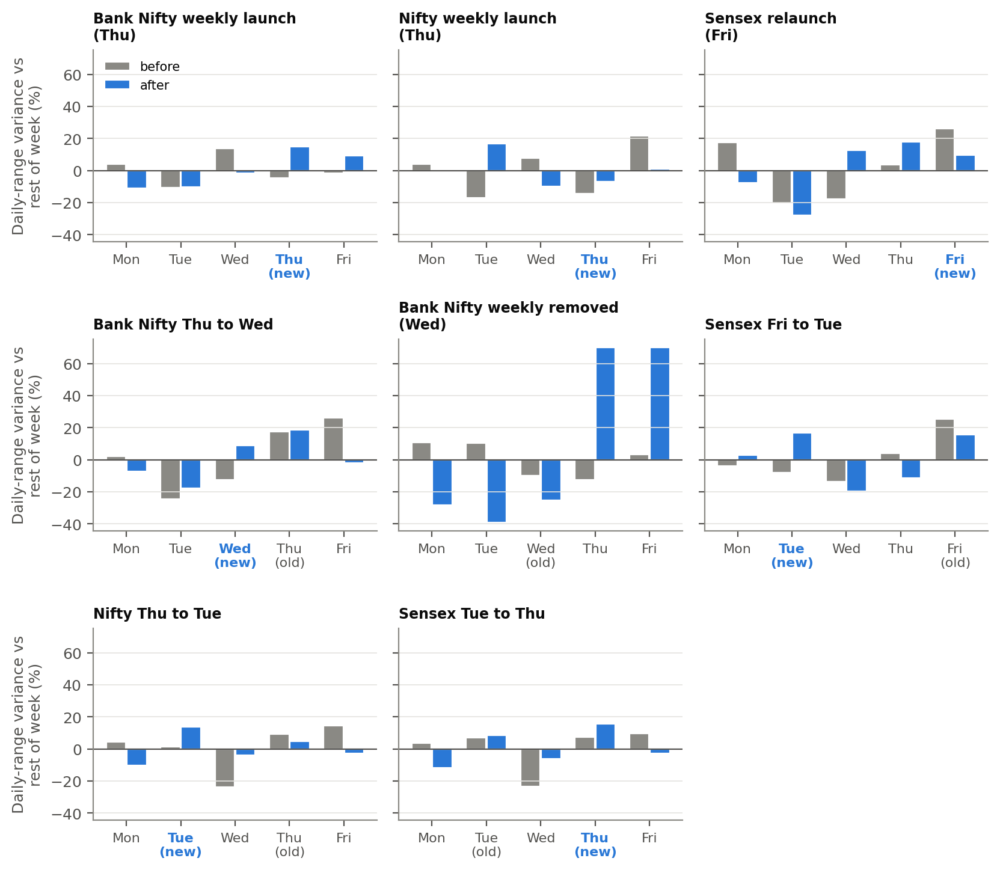 Bank Nifty weekly launch
(Thu)
Daily-range variance vs
rest of week (%)
60
40
20
0
−20
−40
before
after
Mon
Tue
Wed
Thu
(new)
Fri
Nifty weekly launch
(Thu)
Mon
Tue
Wed
Thu
(new)
Fri
Sensex relaunch
(Fri)
Mon
Tue
Wed
Thu
Fri
(new)
Bank Nifty Thu to Wed
Daily-range variance vs
rest of week (%)
60
40
20
0
−20
−40
Mon
Tue
Wed
(new)
Thu
(old)
Fri
Bank Nifty weekly removed
(Wed)
Mon
Tue
Wed
(old)
Thu
Fri
Sensex Fri to Tue
Mon
Tue
(new)
Wed
Thu
Fri
(old)
Nifty Thu to Tue
Daily-range variance vs
rest of week (%)
60
40
20
0
−20
−40
Mon
Tue
(new)
Wed
Thu
(old)
Fri
Sensex Tue to Thu
Mon
Tue
(old)
Wed
Thu
(new)
Fri